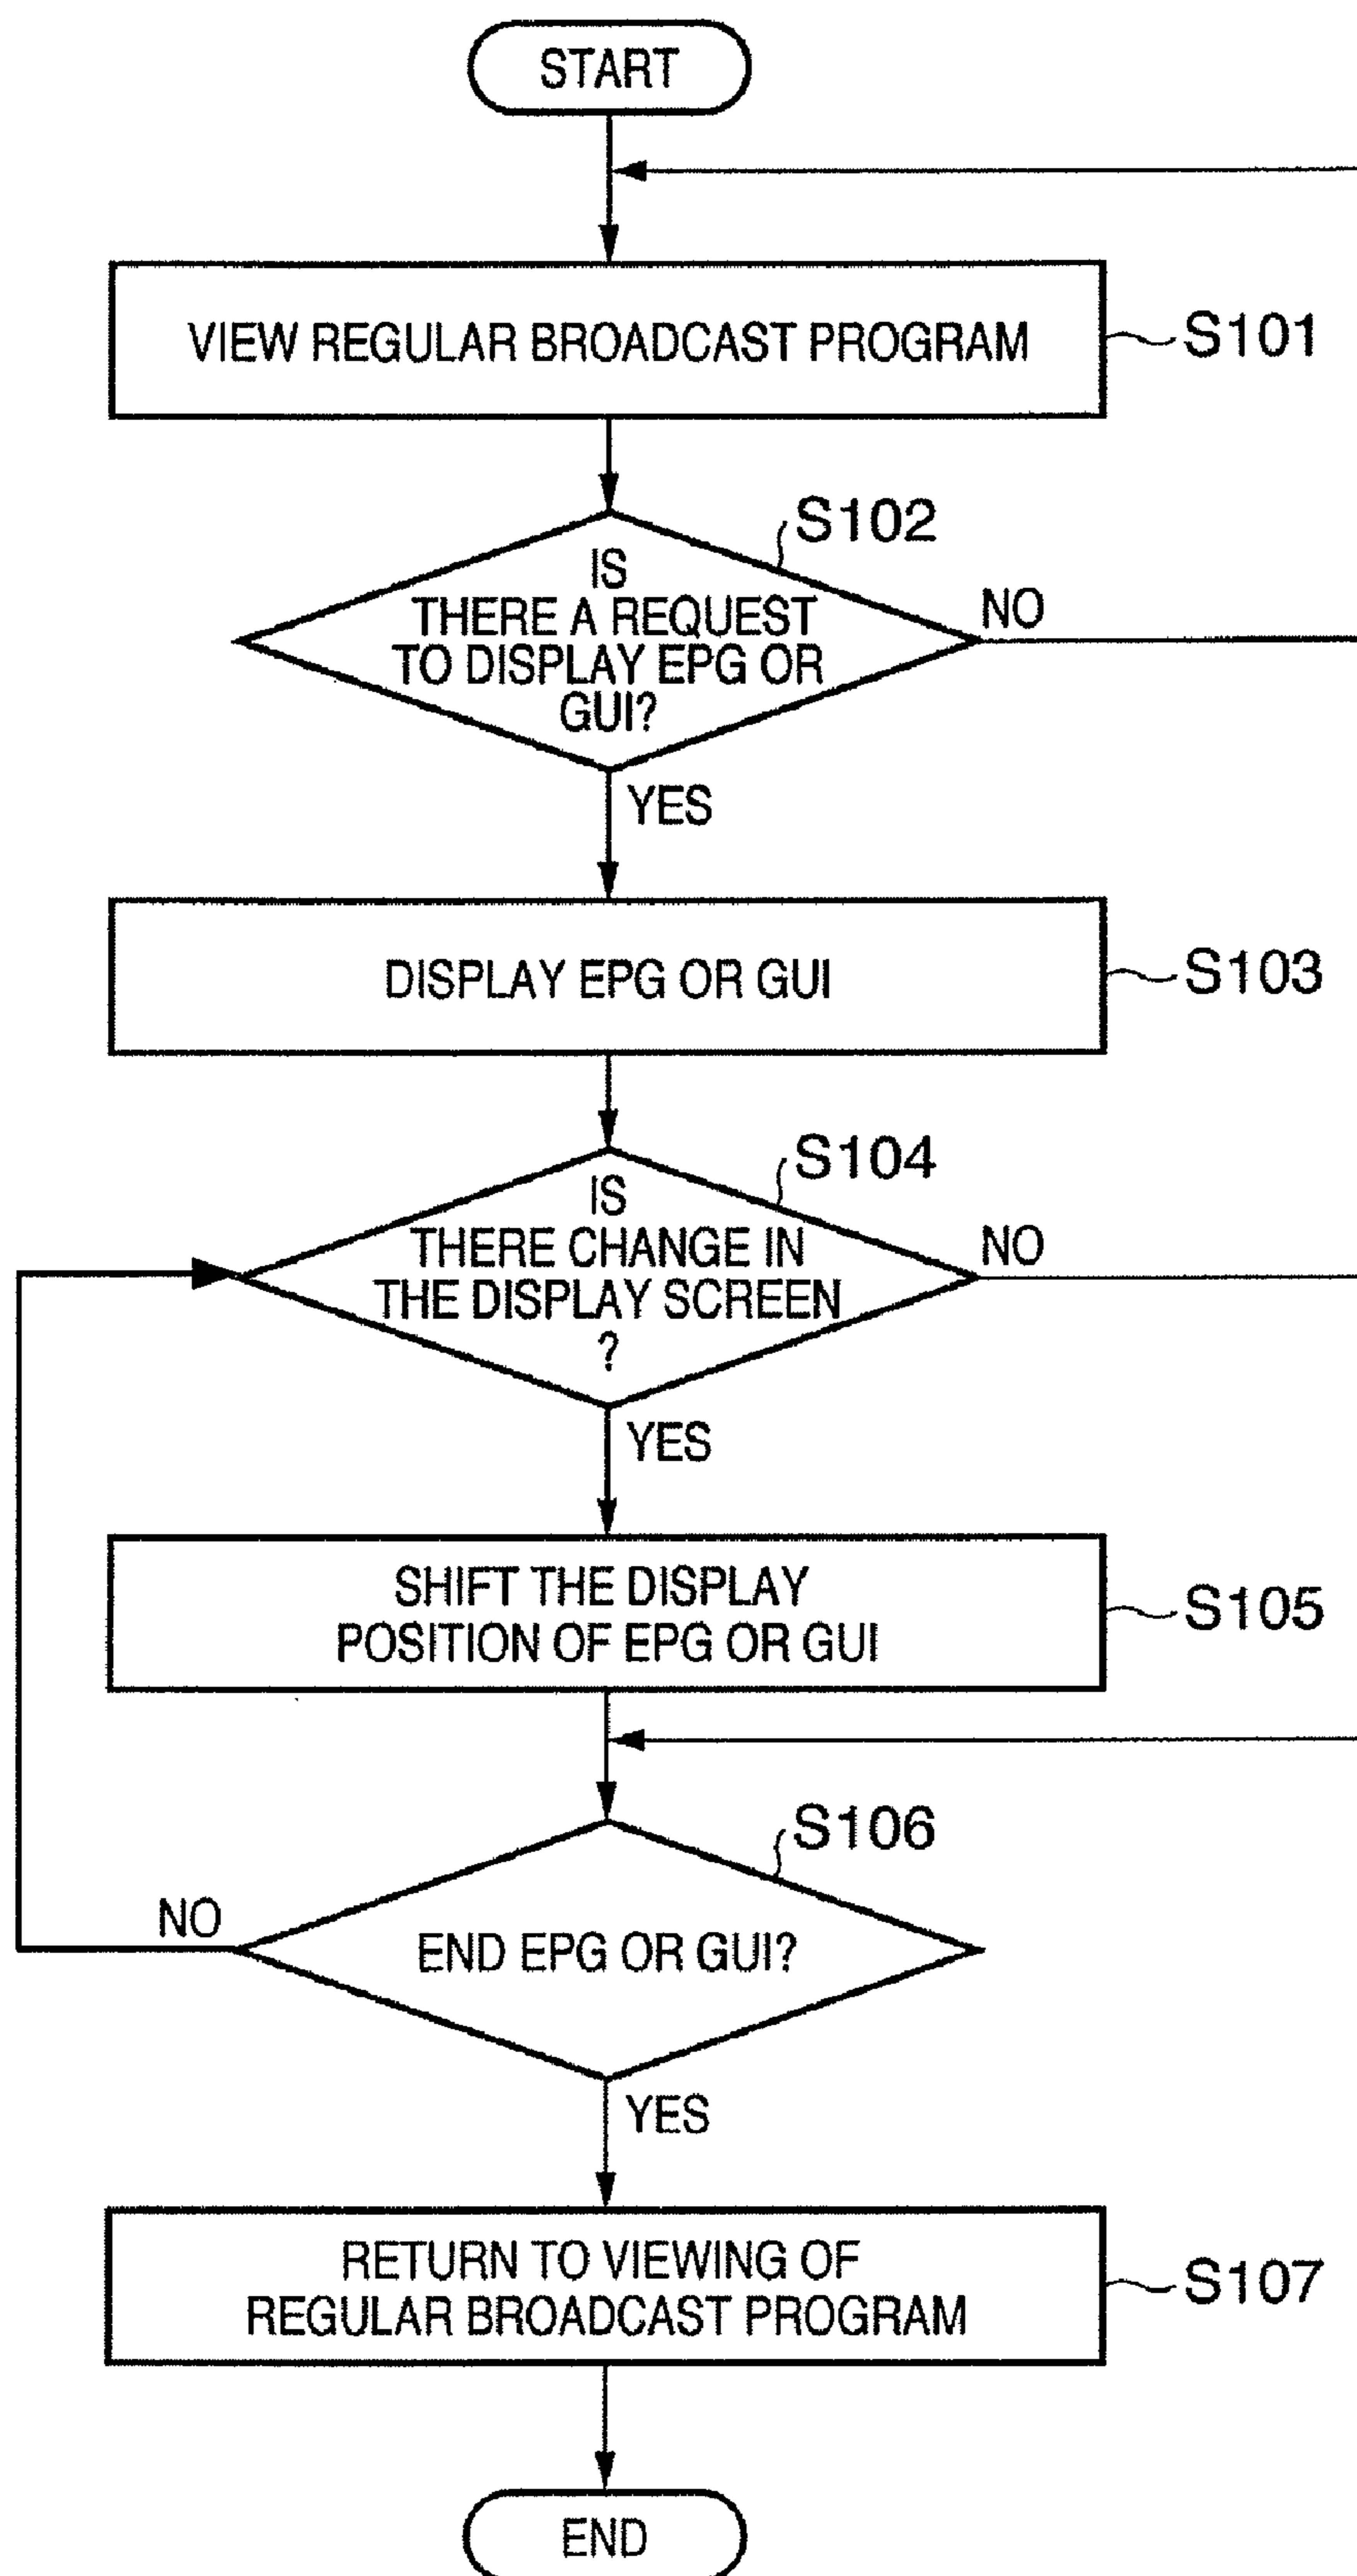 START
VIEW REGULAR BROADCAST PROGRAM
S101
S102
IS
THERE A REQUEST
TO DISPLAY EPG OR
GUI?
NO
YES
DISPLAY EPG OR GUI
S103
S104
IS
THERE CHANGE IN
THE DISPLAY SCREEN
?
NO
YES
SHIFT THE DISPLAY
POSITION OF EPG OR GUI
S105
S106
NO
END EPG OR GUI?
YES
RETURN TO VIEWING OF
REGULAR BROADCAST PROGRAM
S107
END